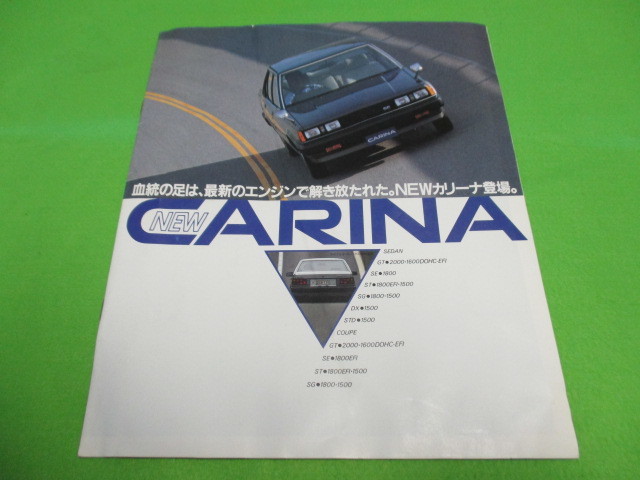 CARINA
血統の足は、最新のエンジンで解き放たれた。NEWカリーナ登場。
NEW CARINA
SEDAN
GT●2000・1600DOHC・EFI
SE●1800
ST●1800EFI・1500
SG●1800・1500
DX●1500
STD●1500
COUPE
GT●2000・1600DOHC・EFI
SE●1800EFI
ST●1800EFI・1500
SG●1800・1500